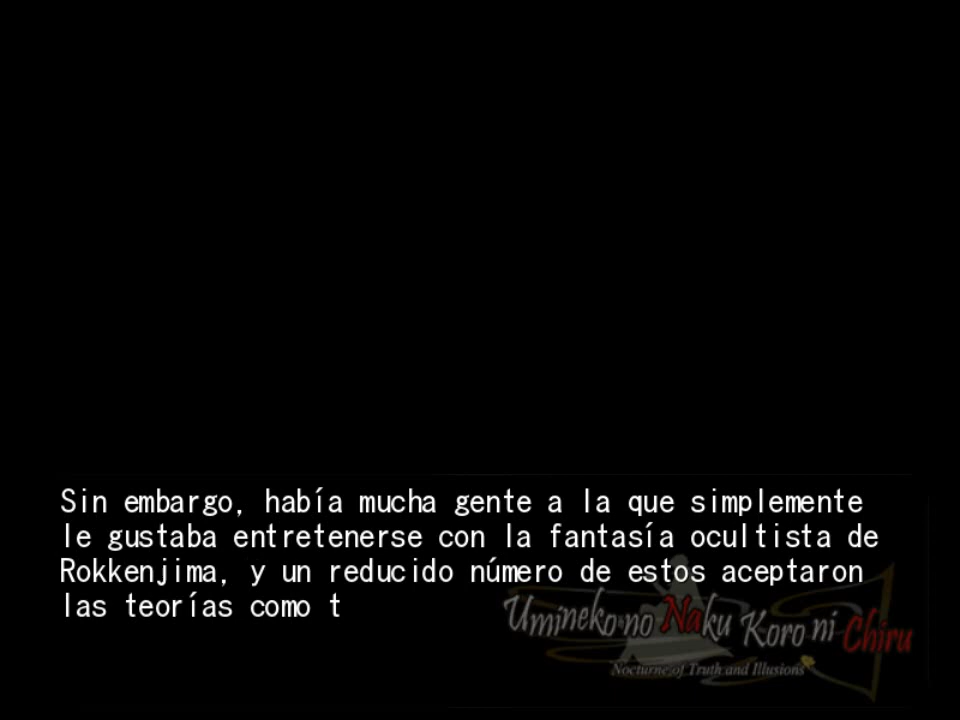 Sin embargo, había mucha gente a la que simplemente
le gustaba entretenerse con la fantasía ocultista de
Rokkenjima, y un reducido número de estos aceptaron
las teorías como t
Umineko no Naku Koro ni Chiru
Nocturne of Truth and Illusions